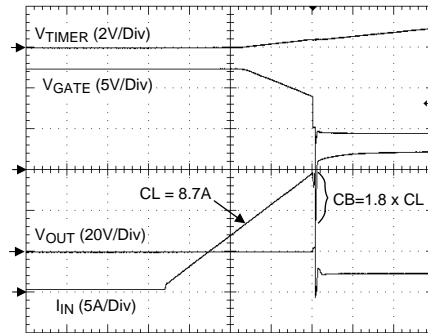 VTIMER (2V/Div)
VGATE (5V/Div)
CL = 8.7A
CB=1.8 x CL
VOUT (20V/Div)
IIN (5A/Div)